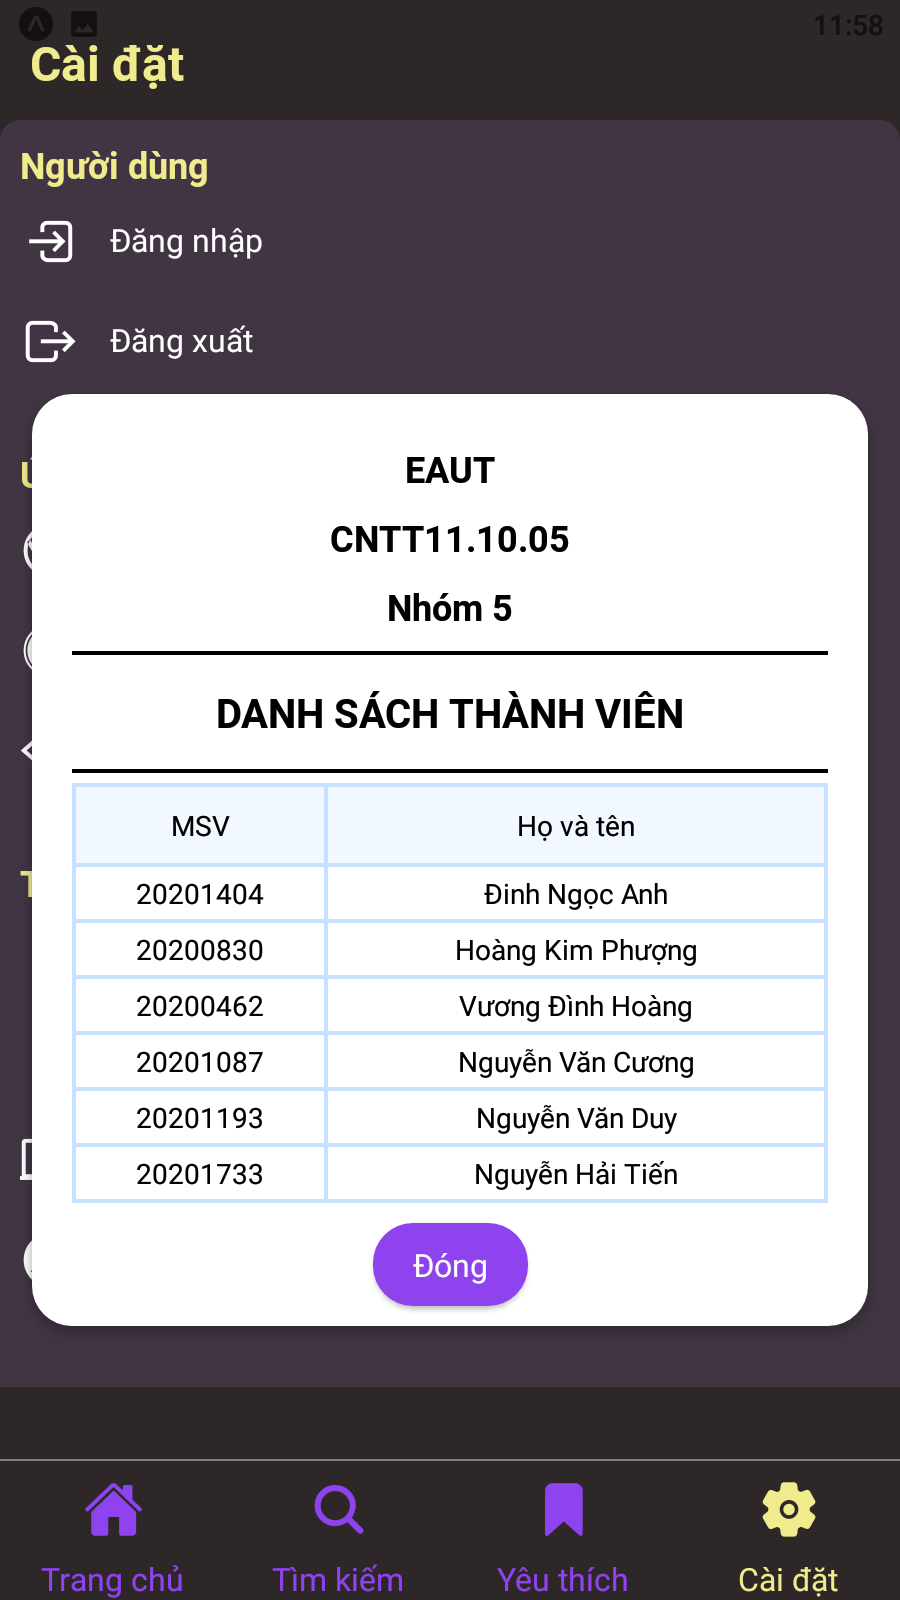 11:58
Cài đặt
Người dùng
Đăng nhập
Đăng xuất
EAUT
CNTT11.10.05
Nhóm 5
DANH SÁCH THÀNH VIÊN
MSV Họ và tên
20201404 Đinh Ngọc Anh
20200830 Hoàng Kim Phượng
20200462 Vương Đình Hoàng
20201087 Nguyễn Văn Cương
20201193 Nguyễn Văn Duy
20201733 Nguyễn Hải Tiến
Đóng
Trang chủ Tìm kiếm Yêu thích Cài đặt